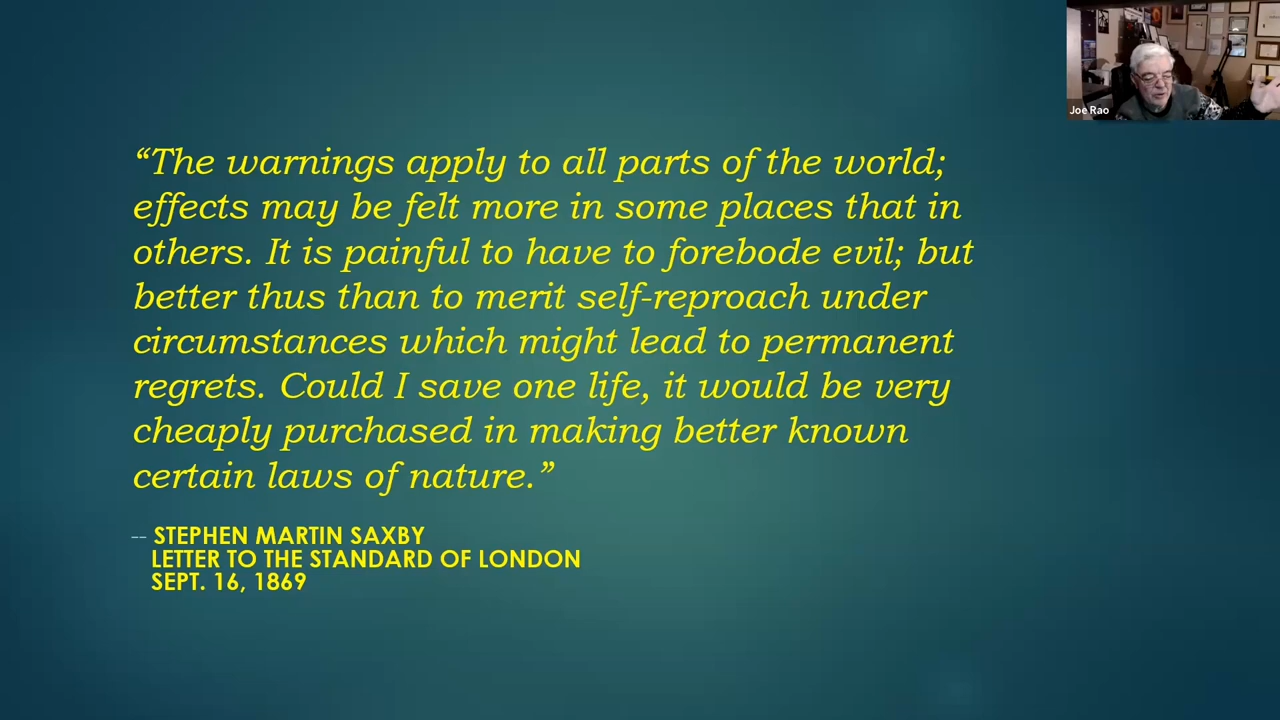 “The warnings apply to all parts of the world;
effects may be felt more in some places that in
others. It is painful to have to forebode evil; but
better thus than to merit self-reproach under
circumstances which might lead to permanent
regrets. Could I save one life, it would be very
cheaply purchased in making better known
certain laws of nature.”
-- STEPHEN MARTIN SAXBY
LETTER TO THE STANDARD OF LONDON
SEPT. 16, 1869
Joe Rao